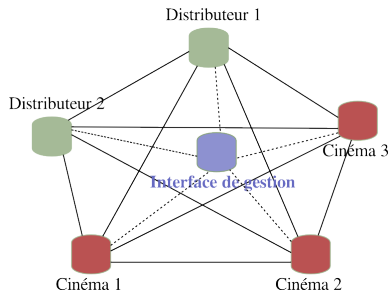 Distributeur 1
Distributeur 2
Cinéma 3
Interface de gestion
Cinéma 1
Cinéma 2